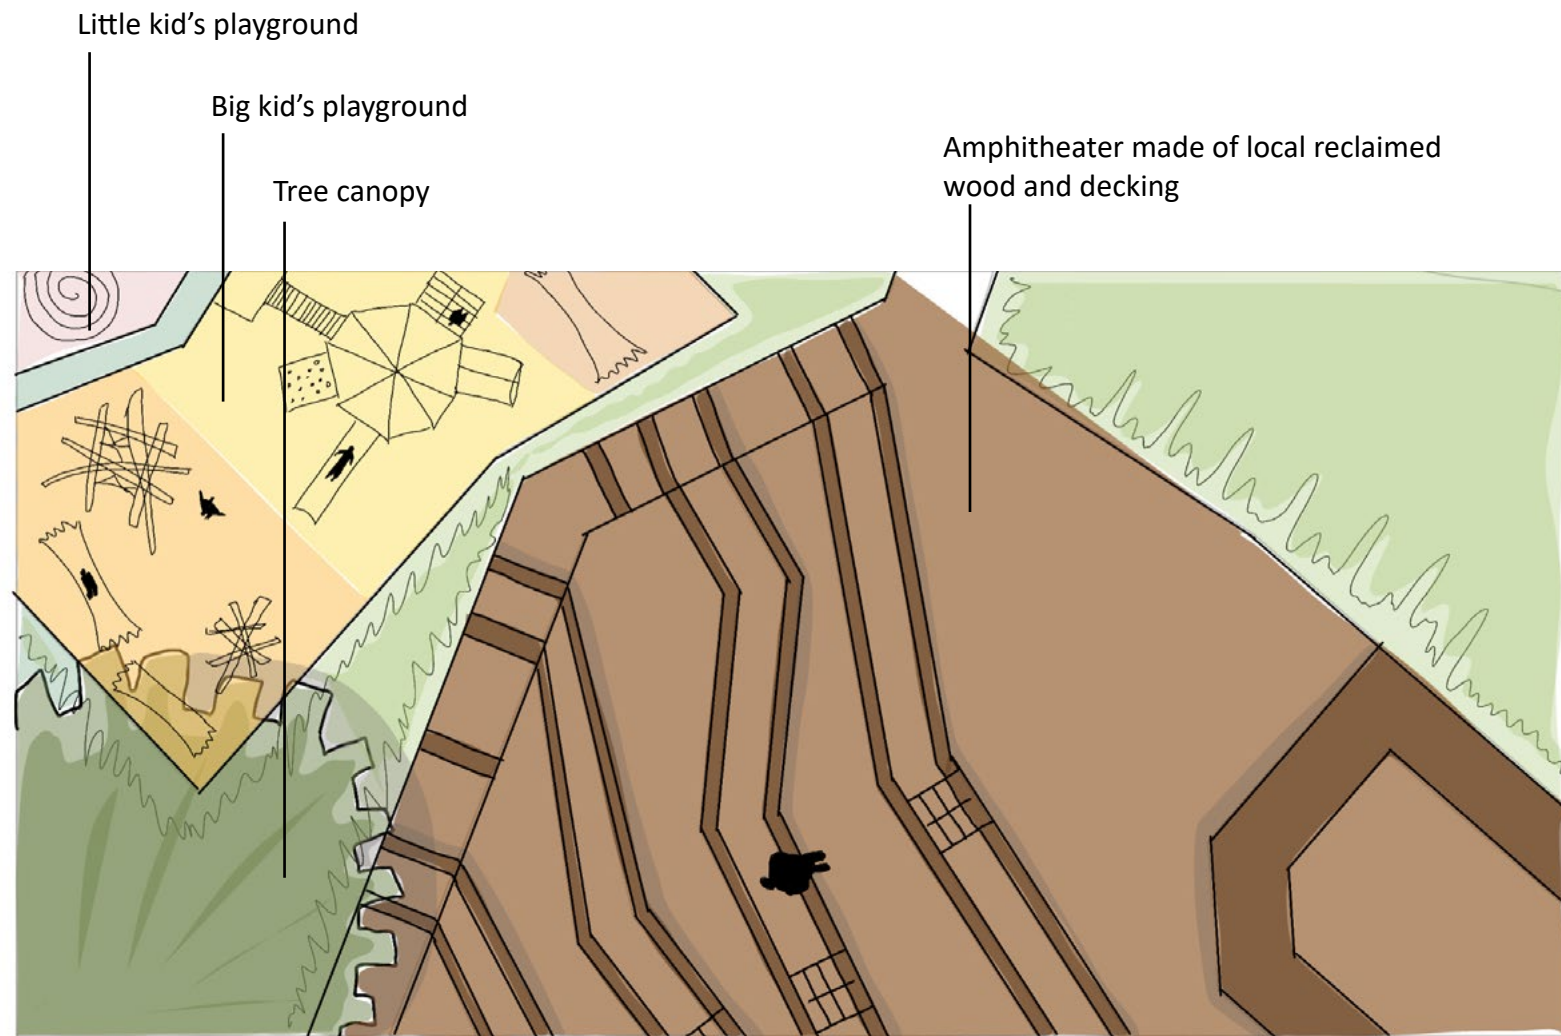 Little kid’s playground
Big kid’s playground
Tree canopy
Amphitheater made of local reclaimed
wood and decking